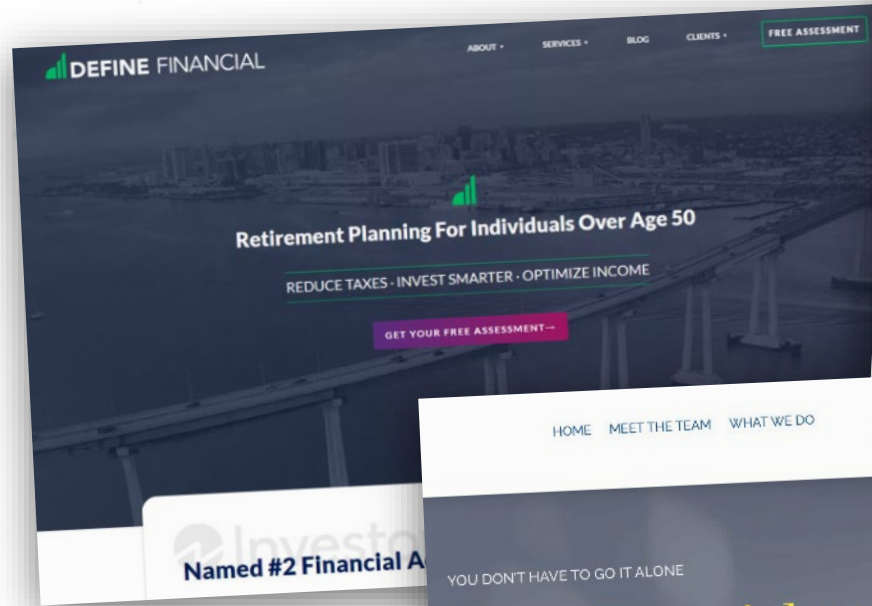 DEFINE FINANCIAL
ABOUT
SERVICES
BLOG
CLIENTS
FREE ASSESSMENT
Retirement Planning For Individuals Over Age 50
REDUCE TAXES · INVEST SMARTER · OPTIMIZE INCOME
GET YOUR FREE ASSESSMENT→
Investo
Named #2 Financial A
HOME MEET THE TEAM WHAT WE DO
YOU DON'T HAVE TO GO IT ALONE